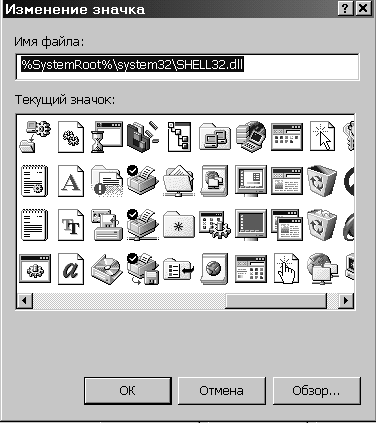 Изменение значка
Имя файла:
%SystemRoot%\system32\SHELL32.dll
Текущий значок:
ОК
Отмена
Обзор...